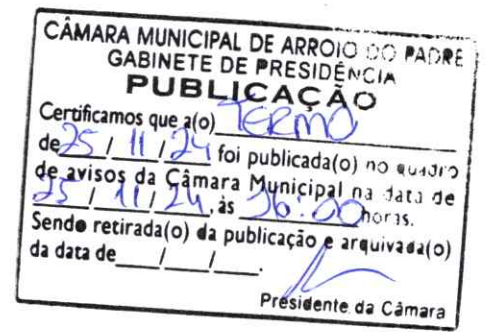 CÂMARA MUNICIPAL DE ARROIO DO PADRE
GABINETE DE PRESIDÊNCIA
PUBLICAÇÃO
Certificamos que a(o) TERMO
de 25 / 11 / 24 foi publicada(o) no quadro
de avisos da Câmara Municipal na data de
25 / 11 / 24, às 16:00 horas.
Sendo retirada(o) da publicação e arquivada(o)
da data de ___/___/___.
Presidente da Câmara